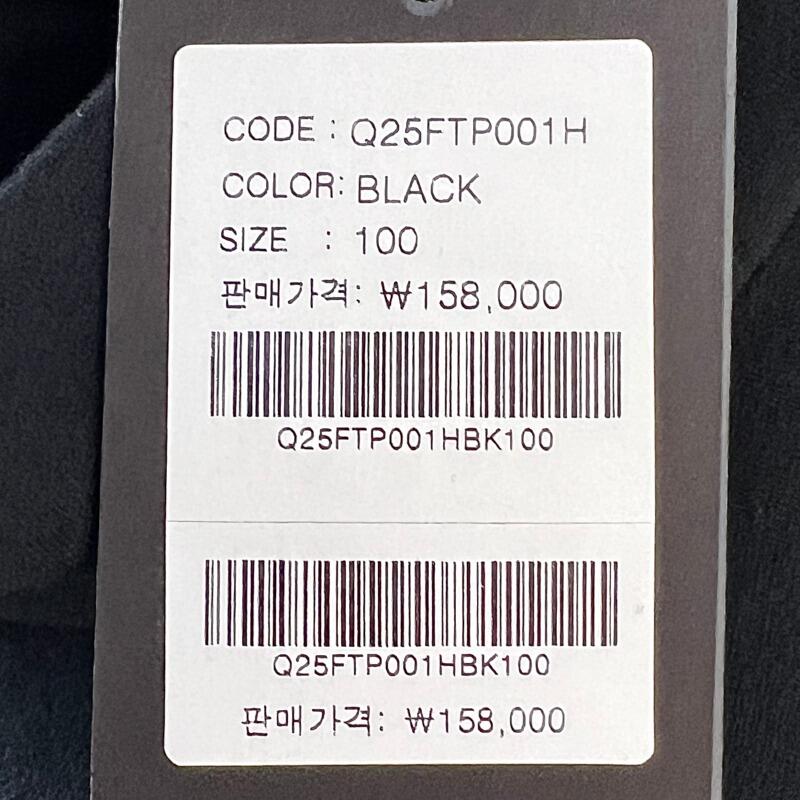 CODE : Q25FTP001H
COLOR: BLACK
SIZE : 100
판매가격: ₩158,000
Q25FTP001HBK100
Q25FTP001HBK100
판매가격: ₩158,000